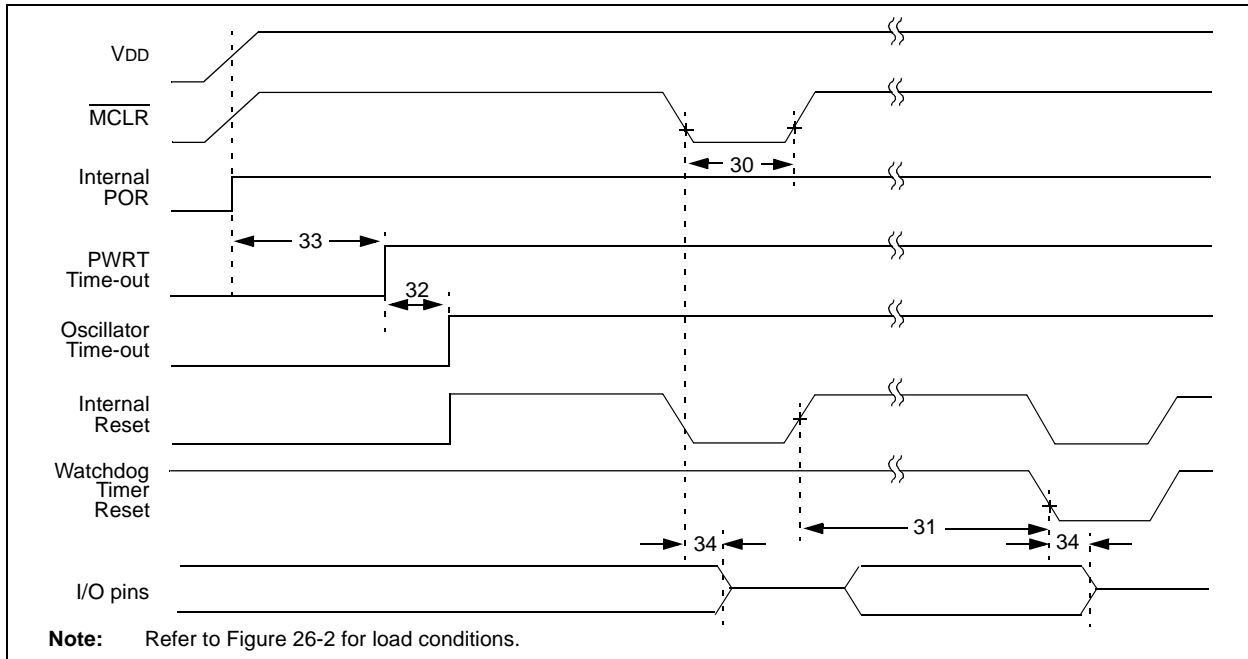 VDD
MCLR
30
Internal
POR
33
PWRT
Time-out
32
Oscillator
Time-out
Internal
Reset
Watchdog
Timer
Reset
31
34
34
I/O pins
Note: Refer to Figure 26-2 for load conditions.